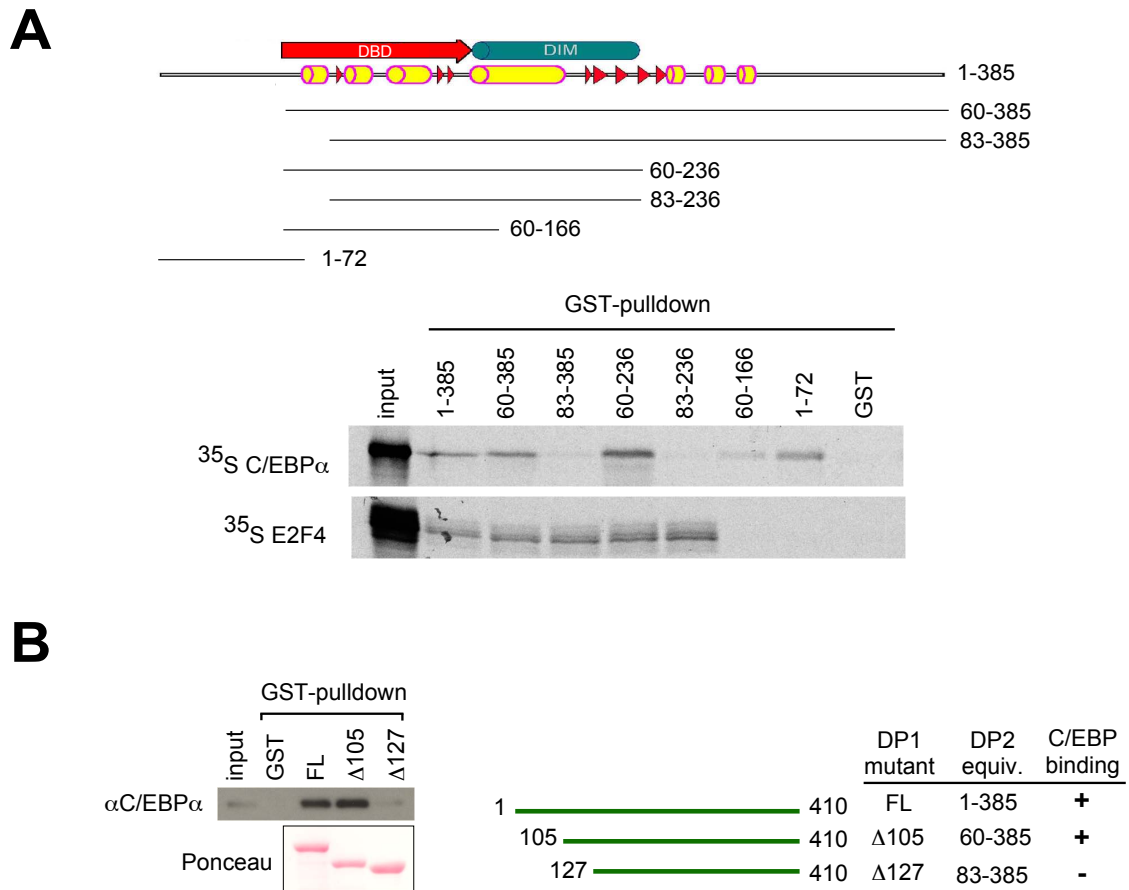 A
DBD
DIM
1-385
60-385
83-385
60-236
83-236
60-166
1-72
GST-pulldown
input
1-385
60-385
83-385
60-236
83-236
60-166
1-72
GST
35S C/EBPα
35S E2F4
B
GST-pulldown
input
GST
FL
Δ105
Δ127
αC/EBPα
Ponceau
1 410
105 410
127 410
DP1 mutant DP2 equiv. C/EBP binding
FL 1-385 +
Δ105 60-385 +
Δ127 83-385 -